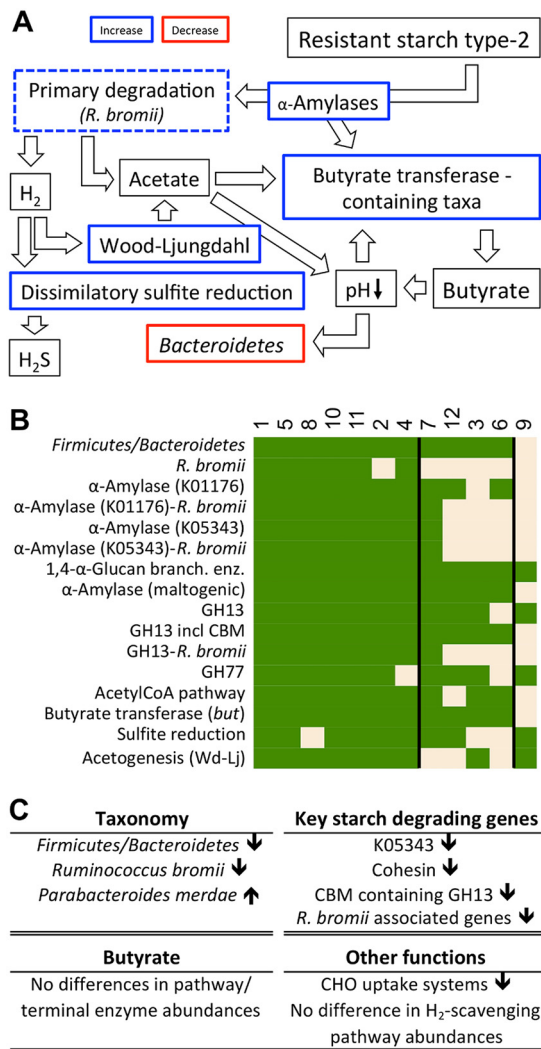 A
Increase
Decrease
Resistant starch type-2
Primary degradation
(R. bromii)
α-Amylases
H2
Acetate
Butyrate transferase -
containing taxa
Wood-Ljungdahl
Dissimilatory sulfite reduction
pH↓
Butyrate
H2S
Bacteroidetes
B
1 5 8 10 11 2 4 7 12 3 6 9
Firmicutes/Bacteroidetes
R. bromii
α-Amylase (K01176)
α-Amylase (K01176)-R. bromii
α-Amylase (K05343)
α-Amylase (K05343)-R. bromii
1,4-α-Glucan branch. enz.
α-Amylase (maltogenic)
GH13
GH13 incl CBM
GH13-R. bromii
GH77
AcetylCoA pathway
Butyrate transferase (but)
Sulfite reduction
Acetogenesis (Wd-Lj)
C
Taxonomy
Firmicutes/Bacteroidetes ↓
Ruminococcus bromii ↓
Parabacteroides merdae ↑
Key starch degrading genes
K05343 ↓
Cohesin ↓
CBM containing GH13 ↓
R. bromii associated genes ↓
Butyrate
No differences in pathway/
terminal enzyme abundances
Other functions
CHO uptake systems ↓
No difference in H2-scavenging
pathway abundances